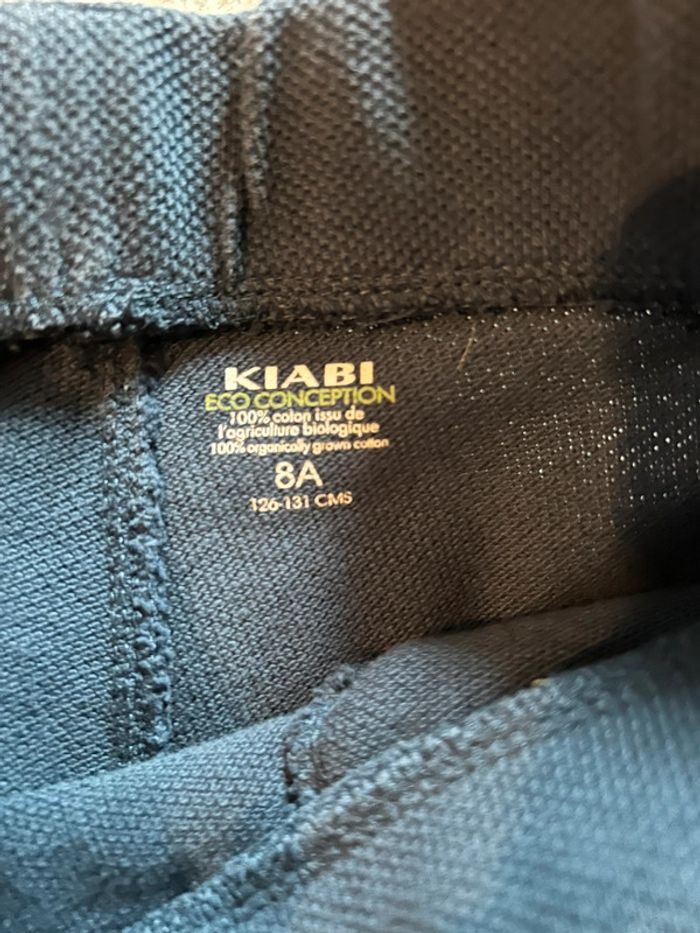 KIABI
ECO CONCEPTION
100% coton issu de
l'agriculture biologique
100% organically grown cotton
8A
126-131 CMS